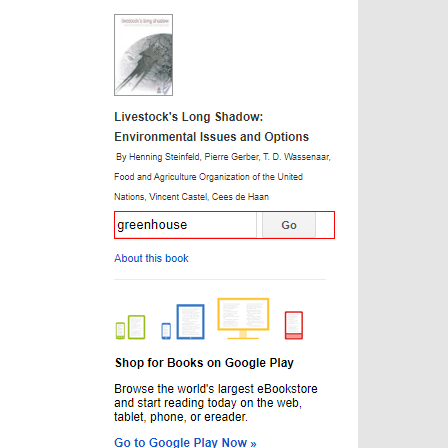 livestock's long shadow
Livestock's Long Shadow:
Environmental Issues and Options
By Henning Steinfeld, Pierre Gerber, T. D. Wassenaar,
Food and Agriculture Organization of the United
Nations, Vincent Castel, Cees de Haan
greenhouse Go
About this book
Shop for Books on Google Play
Browse the world's largest eBookstore
and start reading today on the web,
tablet, phone, or ereader.
Go to Google Play Now »